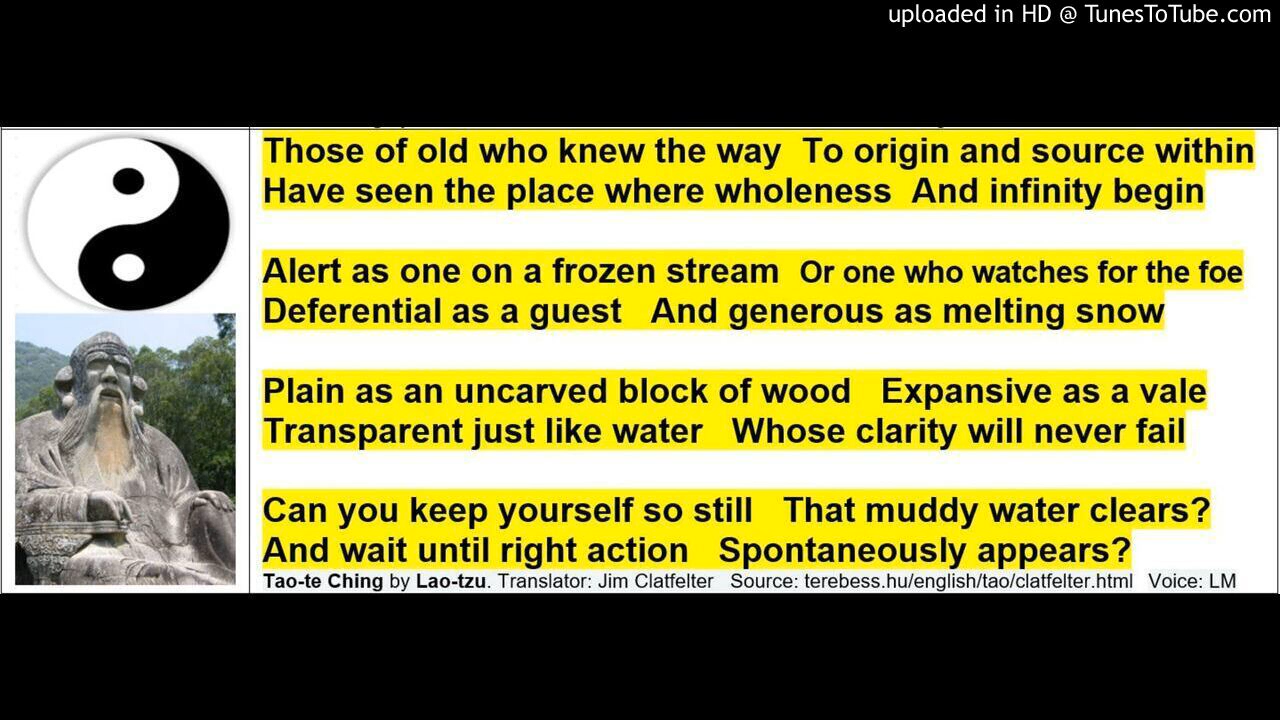 uploaded in HD @ TunesToTube.com
Those of old who knew the way To origin and source within
Have seen the place where wholeness And infinity begin
Alert as one on a frozen stream Or one who watches for the foe
Deferential as a guest And generous as melting snow
Plain as an uncarved block of wood Expansive as a vale
Transparent just like water Whose clarity will never fail
Can you keep yourself so still That muddy water clears?
And wait until right action Spontaneously appears?
Tao-te Ching by Lao-tzu. Translator: Jim Clatfelter Source: terebess.hu/english/tao/clatfelter.html Voice: LM